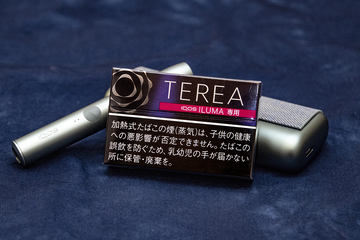 TEREA
IQOS ILUMA 専用
加熱式たばこの煙(蒸気)は、子供の健康
への悪影響が否定できません。たばこの
誤飲を防ぐため、乳幼児の手が届かない
所に保管・廃棄を。